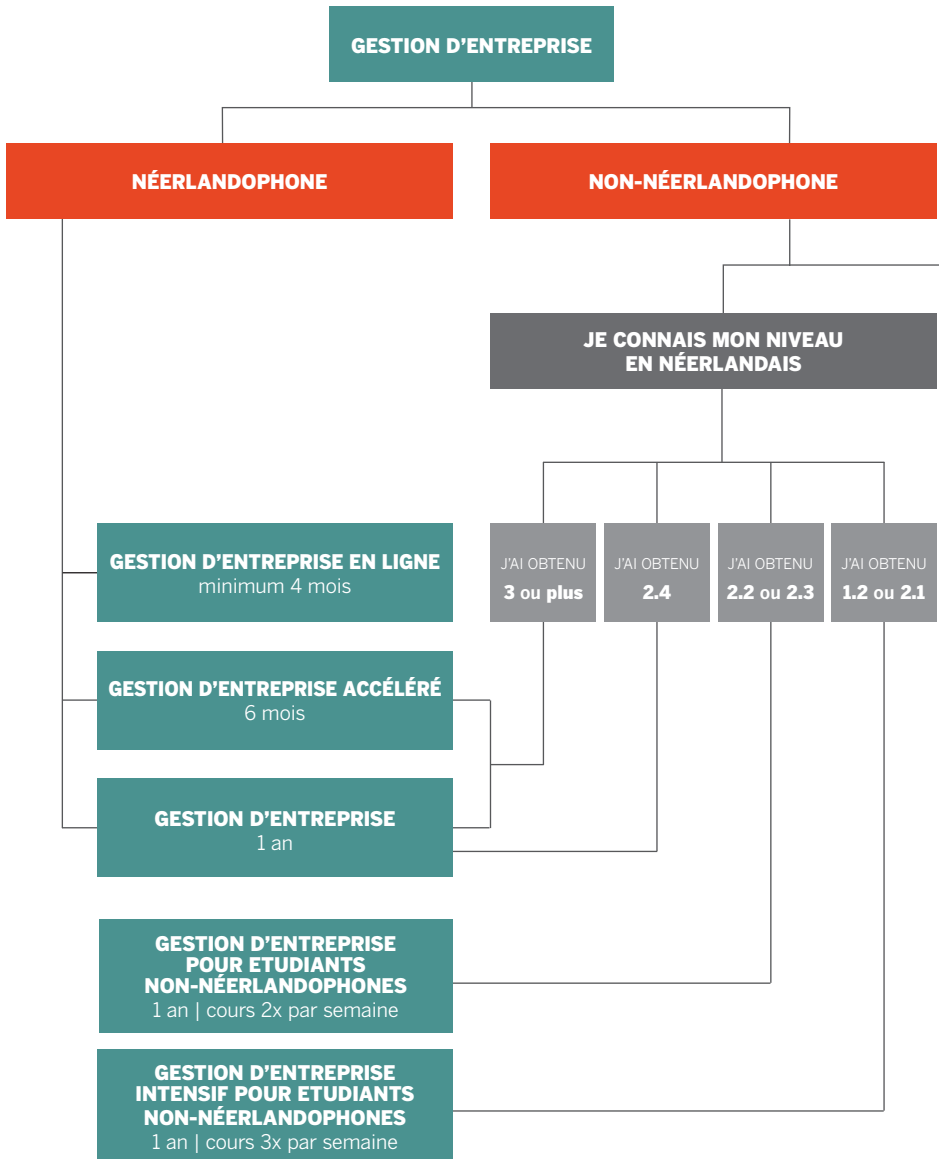 GESTION D'ENTREPRISE
NÉERLANDOPHONE
NON-NÉERLANDOPHONE
JE CONNAIS MON NIVEAU
EN NÉERLANDAIS
GESTION D'ENTREPRISE EN LIGNE
minimum 4 mois
J'AI OBTENU
3 ou plus
J'AI OBTENU
2.4
J'AI OBTENU
2.2 ou 2.3
J'AI OBTENU
1.2 ou 2.1
GESTION D'ENTREPRISE ACCÉLÉRÉ
6 mois
GESTION D'ENTREPRISE
1 an
GESTION D'ENTREPRISE
POUR ETUDIANTS
NON-NÉERLANDOPHONES
1 an | cours 2x par semaine
GESTION D'ENTREPRISE
INTENSIF POUR ETUDIANTS
NON-NÉERLANDOPHONES
1 an | cours 3x par semaine